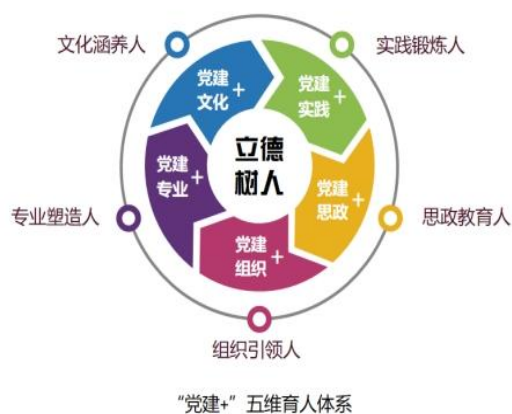 文化涵养人
实践锻炼人
党建
文化+
党建
实践+
立德
树人
党建
专业+
党建
思政+
专业塑造人
思政教育人
党建
组织+
组织引领人
“党建+”五维育人体系